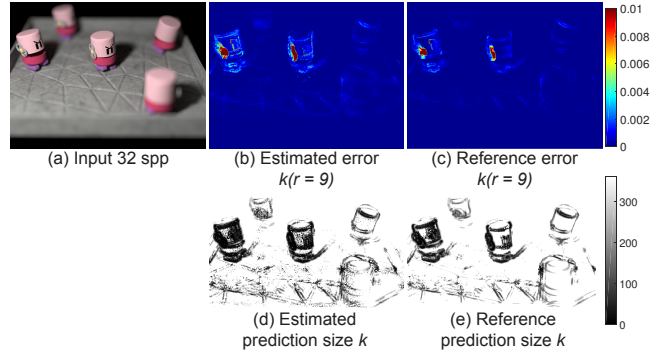 0.01
0.008
0.006
0.004
0.002
0
(a) Input 32 spp
(b) Estimated error
k(r = 9)
(c) Reference error
k(r = 9)
300
200
100
0
(d) Estimated
prediction size k
(e) Reference
prediction size k